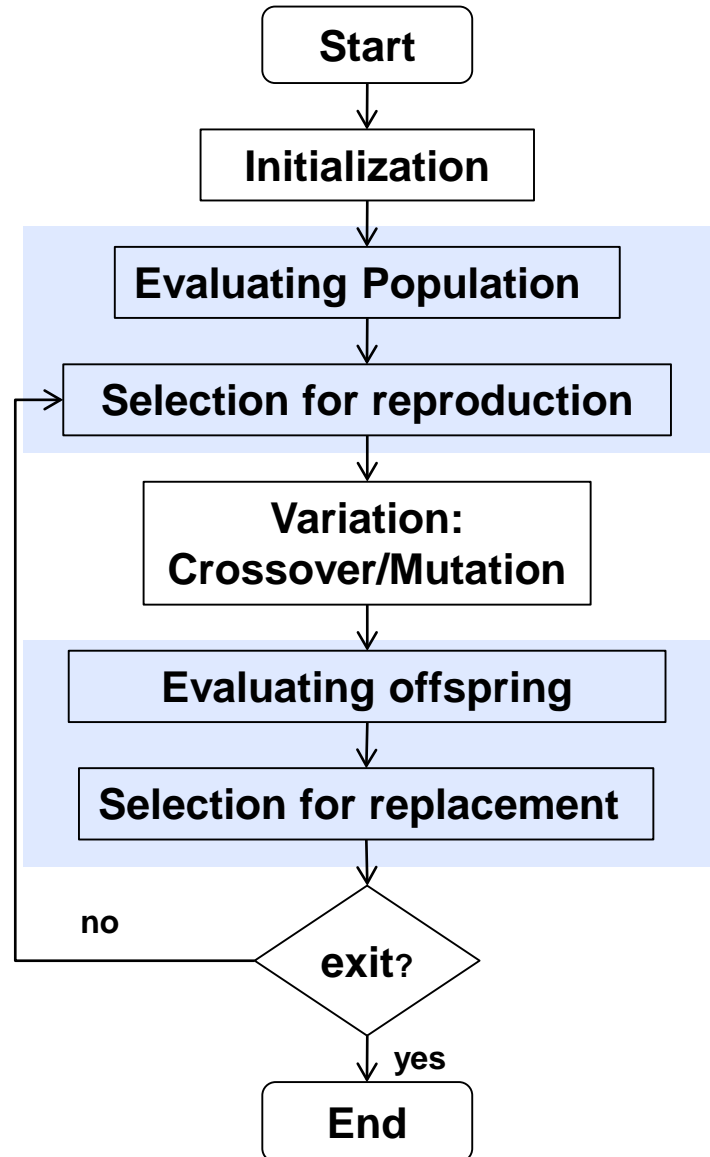 Start
Initialization
Evaluating Population
Selection for reproduction
Variation:
Crossover/Mutation
Evaluating offspring
Selection for replacement
no
exit?
yes
End